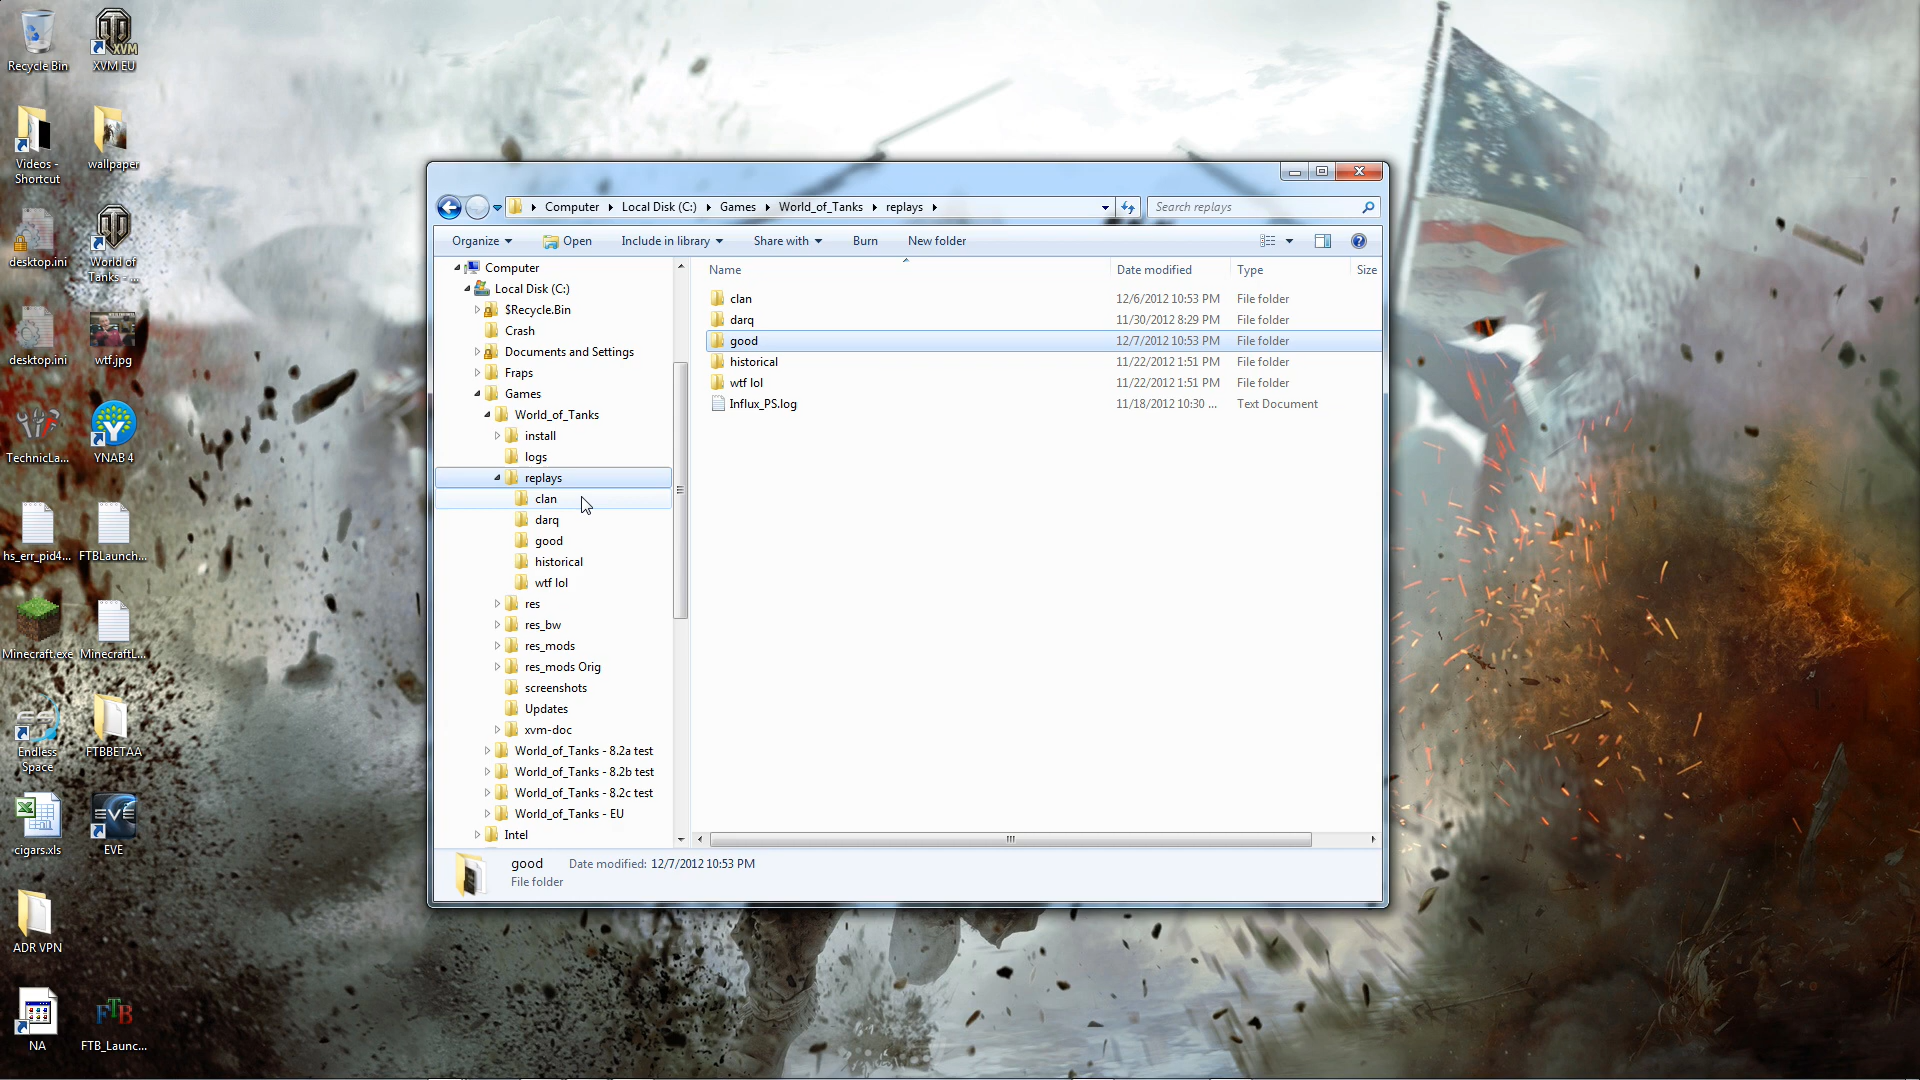 Recycle Bin
XVM
XVM EU
Videos -
Shortcut
wallpaper
desktop.ini
World of
Tanks - ...
desktop.ini
wtf.jpg
TechnicLa...
YNAB 4
hs_err_pid4...
FTBLaunch...
Minecraft.exe
MinecraftL...
Endless
Space
FTBBETAA
cigars.xls
EVE
EVE
ADR VPN
NA
FTB
FTB_Launc...
Computer
Local Disk (C:)
Games
World_of_Tanks
replays
Search replays
Organize
Open
Include in library
Share with
Burn
New folder
Computer
Local Disk (C:)
$Recycle.Bin
Crash
Documents and Settings
Fraps
Games
World_of_Tanks
install
logs
replays
clan
darq
good
historical
wtf lol
res
res_bw
res_mods
res_mods Orig
screenshots
Updates
xvm-doc
World_of_Tanks - 8.2a test
World_of_Tanks - 8.2b test
World_of_Tanks - 8.2c test
World_of_Tanks - EU
Intel
Name Date modified Type Size
clan 12/6/2012 10:53 PM File folder
darq 11/30/2012 8:29 PM File folder
good 12/7/2012 10:53 PM File folder
historical 11/22/2012 1:51 PM File folder
wtf lol 11/22/2012 1:51 PM File folder
Influx_PS.log 11/18/2012 10:30 ... Text Document
good Date modified: 12/7/2012 10:53 PM
File folder